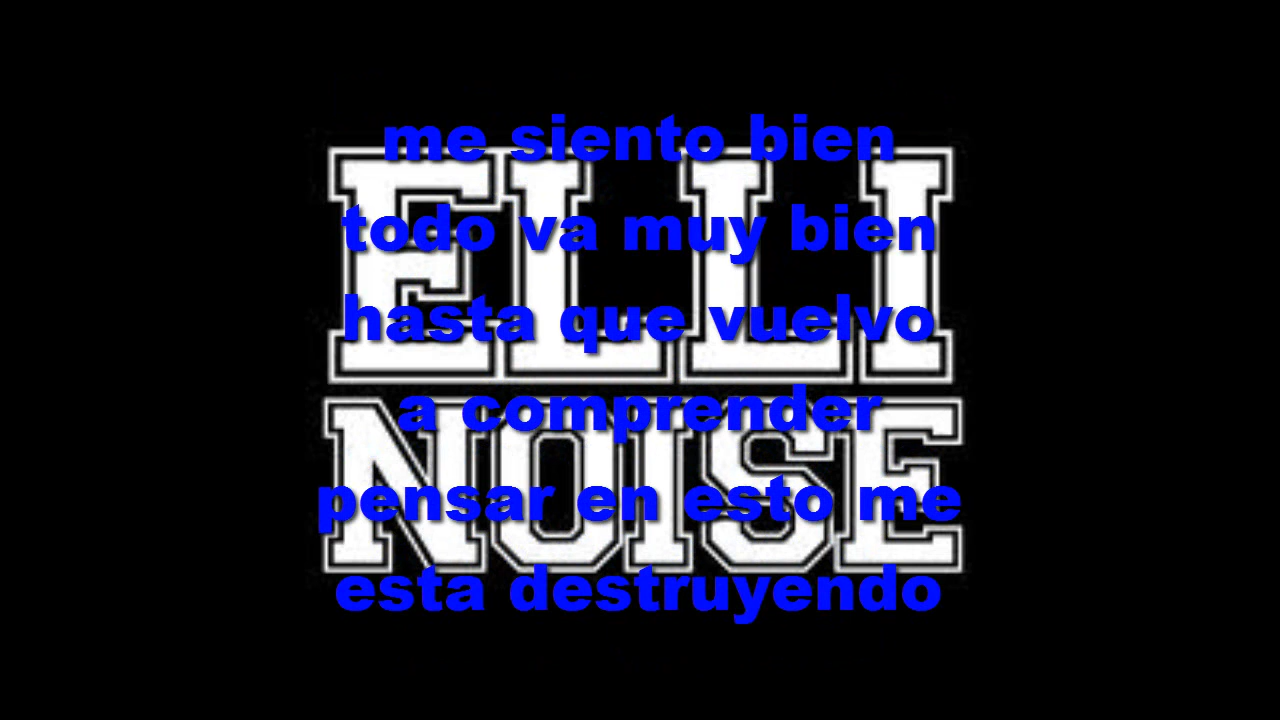 me siento bien
ELLI
todo va muy bien
hasta que vuelvo
a comprender
NOISE
pensar en esto me
esta destruyendo